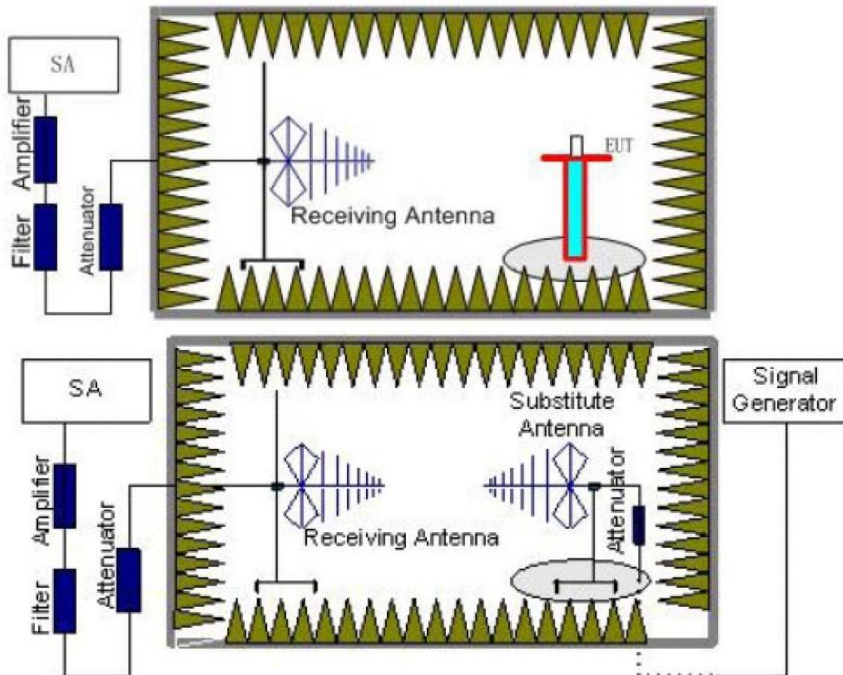 SA
Amplifier
Filter
Attenuator
Receiving Antenna
EUT
SA
Amplifier
Filter
Attenuator
Receiving Antenna
Substitute
Antenna
Attenuator
Signal
Generator